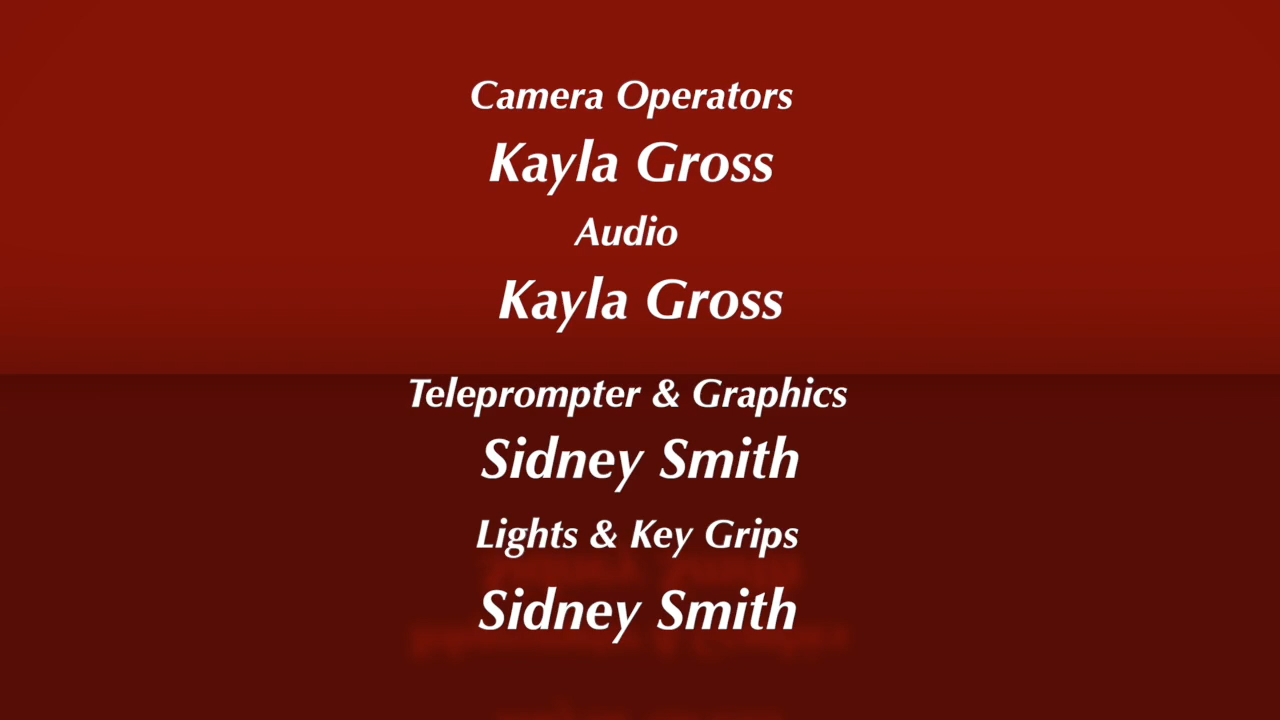 Camera Operators
Kayla Gross
Audio
Kayla Gross
Teleprompter & Graphics
Sidney Smith
Lights & Key Grips
Sidney Smith